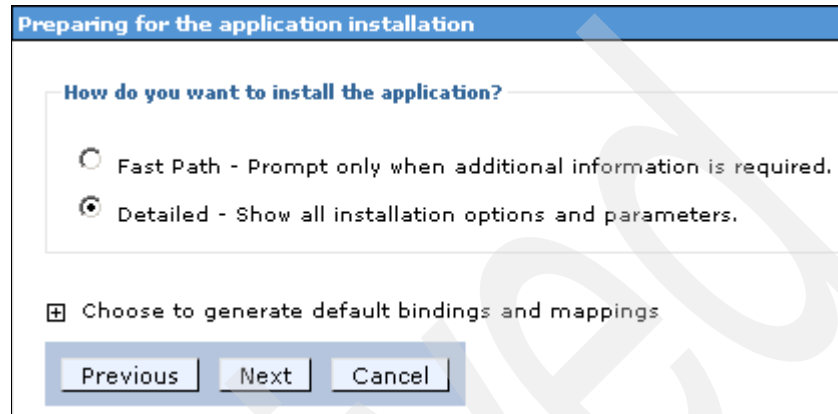 Preparing for the application installation
How do you want to install the application?
Fast Path - Prompt only when additional information is required.
Detailed - Show all installation options and parameters.
Choose to generate default bindings and mappings
Previous Next Cancel